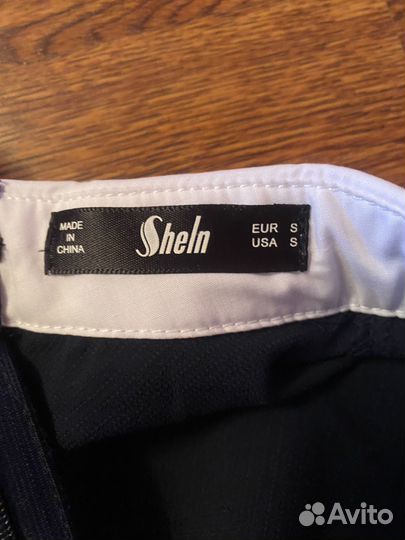 MADE
IN
CHINA
SheIn
EUR S
USA S
Avito